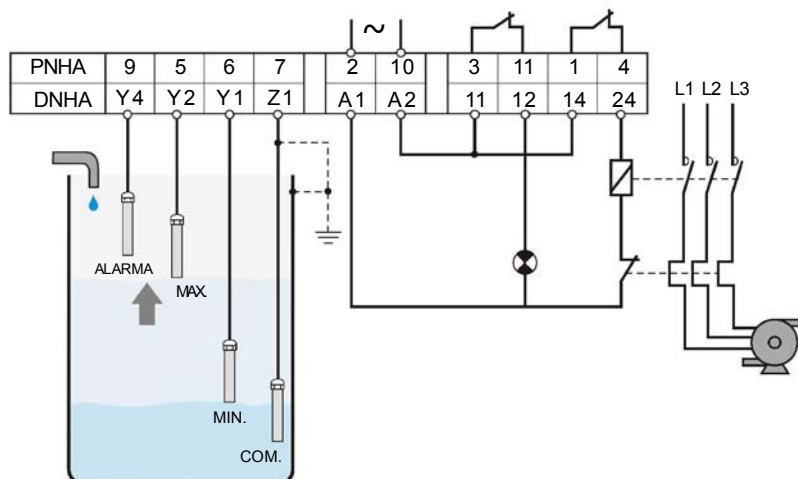 ~
PNHA 9 5 6 7 2 10 3 11 1 4
DNHA Y4 Y2 Y1 Z1 A1 A2 11 12 14 24
L1 L2 L3
ALARMA
MAX.
MIN.
COM.